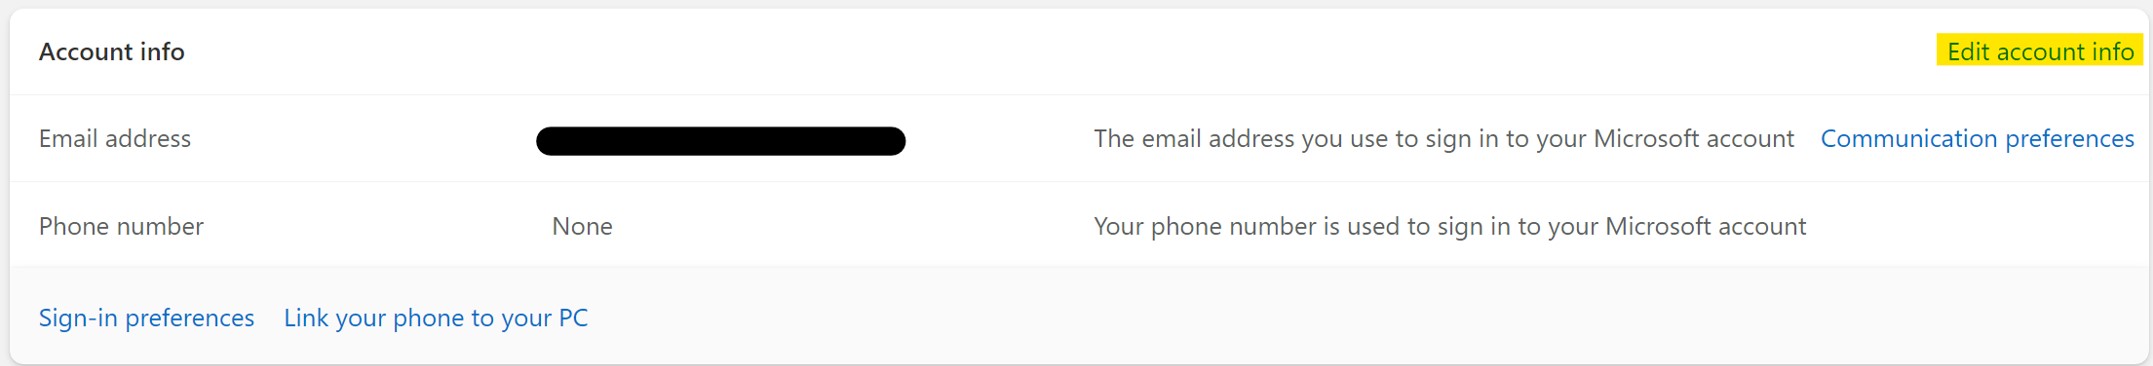 Account info Edit account info
Email address The email address you use to sign in to your Microsoft account Communication preferences
Phone number None Your phone number is used to sign in to your Microsoft account
Sign-in preferences Link your phone to your PC